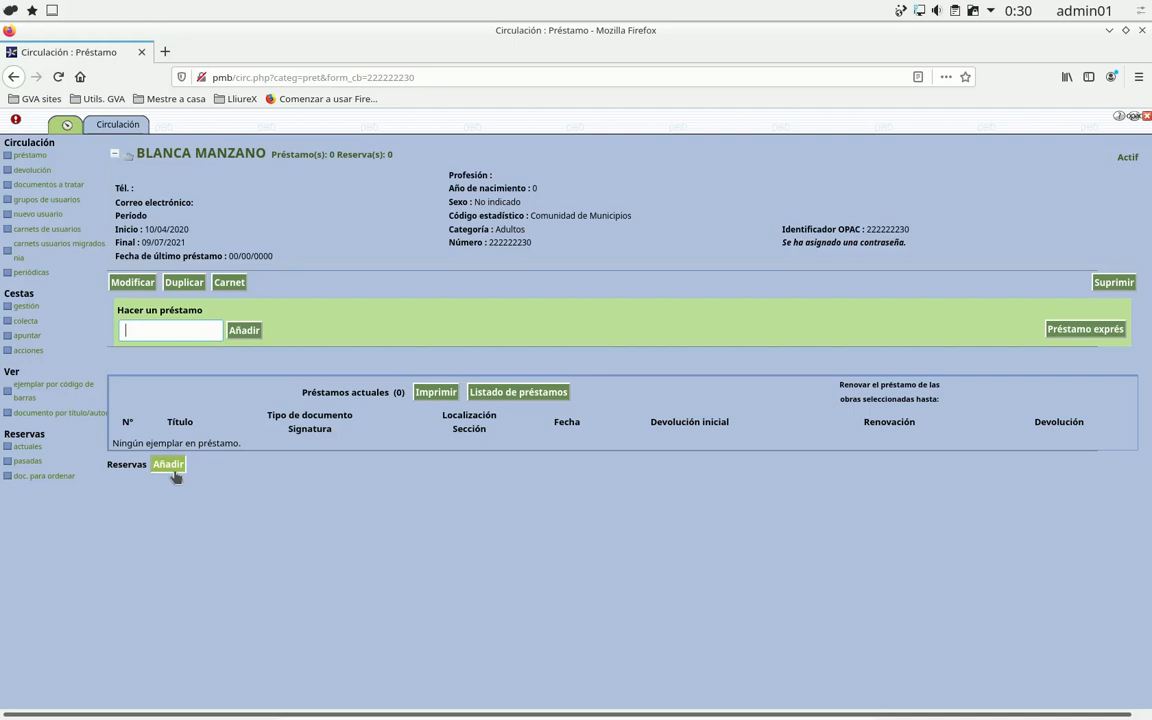 0:30
admin01
Circulación : Préstamo - Mozilla Firefox
Circulación : Préstamo
pmb/circ.php?categ=pret&form_cb=222222230
GVA sites
Utils. GVA
Mestre a casa
LliureX
Comenzar a usar Fire...
Circulación
Circulación
préstamo
devolución
documentos a tratar
grupos de usuarios
nuevo usuario
carnets de usuarios
carnets usuarios migrados
nia
periódicas
Cestas
gestión
colecta
apuntar
acciones
Ver
ejemplar por código de
barras
documento por título/autor
Reservas
actuales
pasadas
doc. para ordenar
BLANCA MANZANO Préstamo(s): 0 Reserva(s): 0
Actif
Profesión :
Tél. :
Año de nacimiento : 0
Correo electrónico:
Sexo : No indicado
Período
Código estadístico : Comunidad de Municipios
Inicio : 10/04/2020
Categoría : Adultos
Identificador OPAC : 222222230
Final : 09/07/2021
Número : 222222230
Se ha asignado una contraseña.
Fecha de último préstamo : 00/00/0000
Modificar
Duplicar
Carnet
Suprimir
Hacer un préstamo
Añadir
Préstamo exprés
Préstamos actuales (0)
Imprimir
Listado de préstamos
Renovar el préstamo de las
obras seleccionadas hasta:
Nº
Título
Tipo de documento
Signatura
Localización
Sección
Fecha
Devolución inicial
Renovación
Devolución
Ningún ejemplar en préstamo.
Reservas
Añadir